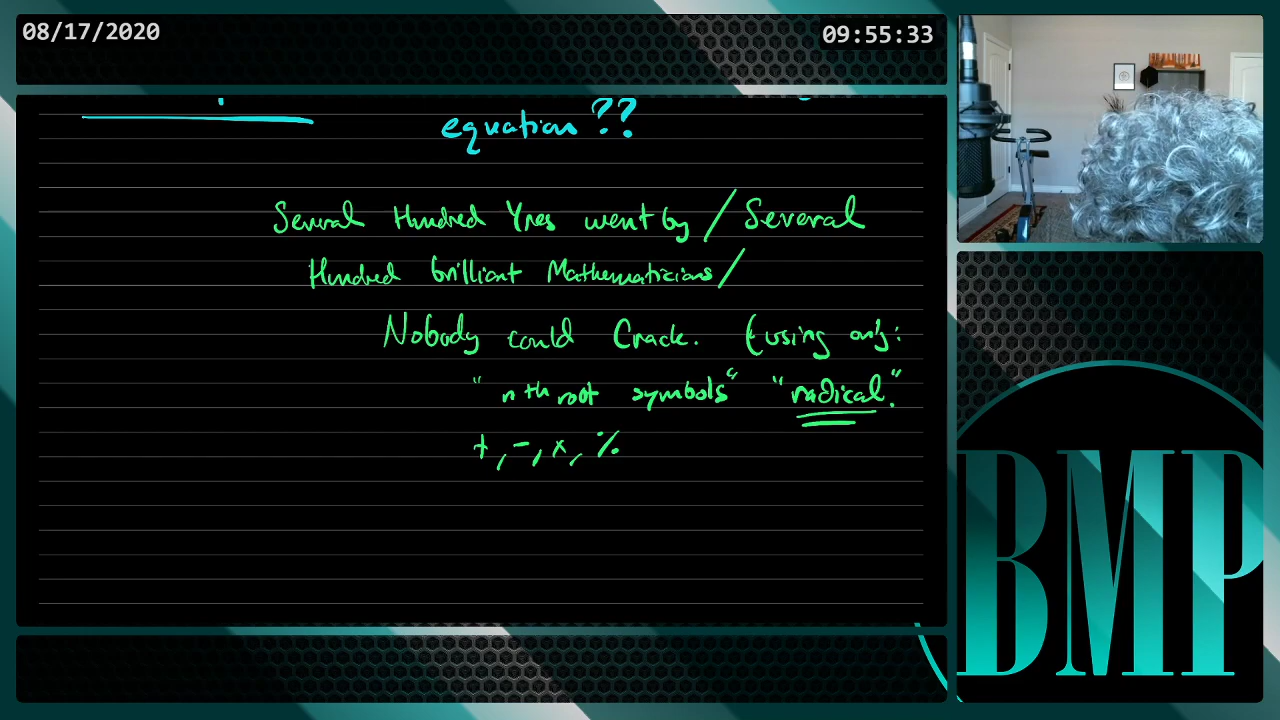 08/17/2020
09:55:33
equation ??
Several Hundred Yres went by / Several
Hundred brilliant Mathematicians /
Nobody could Crack. (using only:
"nth root symbols" "radical."
+, -, x, %
BMP